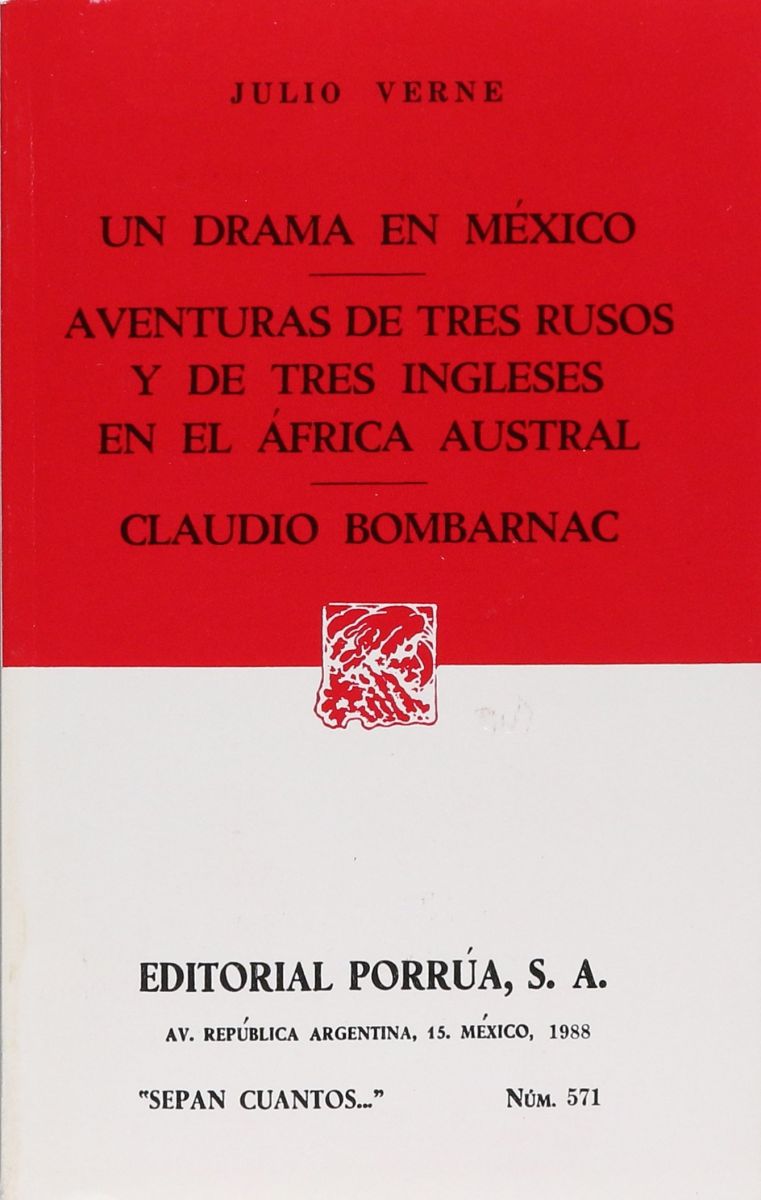 JULIO VERNE
UN DRAMA EN MÉXICO
AVENTURAS DE TRES RUSOS
Y DE TRES INGLESES
EN EL ÁFRICA AUSTRAL
CLAUDIO BOMBARNAC
EDITORIAL PORRÚA, S. A.
AV. REPÚBLICA ARGENTINA, 15. MÉXICO, 1988
"SEPAN CUANTOS..." NÚM. 571